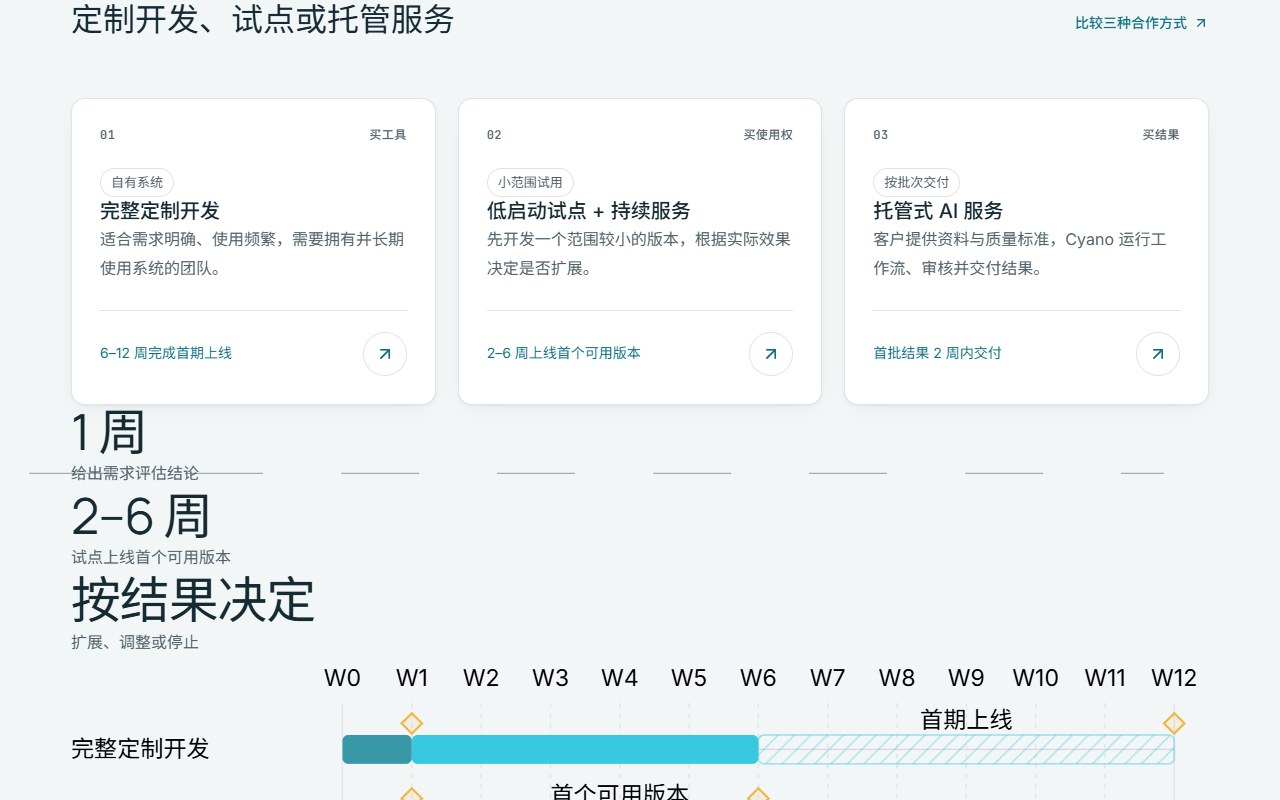 定制开发、试点或托管服务
比较三种合作方式
01
买工具
自有系统
完整定制开发
适合需求明确、使用频繁，需要拥有并长期
使用系统的团队。
6–12 周完成首期上线
02
买使用权
小范围试用
低启动试点 + 持续服务
先开发一个范围较小的版本，根据实际效果
决定是否扩展。
2–6 周上线首个可用版本
03
买结果
按批次交付
托管式 AI 服务
客户提供资料与质量标准，Cyano 运行工
作流、审核并交付结果。
首批结果 2 周内交付
1 周
给出需求评估结论
2–6 周
试点上线首个可用版本
按结果决定
扩展、调整或停止
W0 W1 W2 W3 W4 W5 W6 W7 W8 W9 W10 W11 W12
首期上线
完整定制开发
首个可用版本